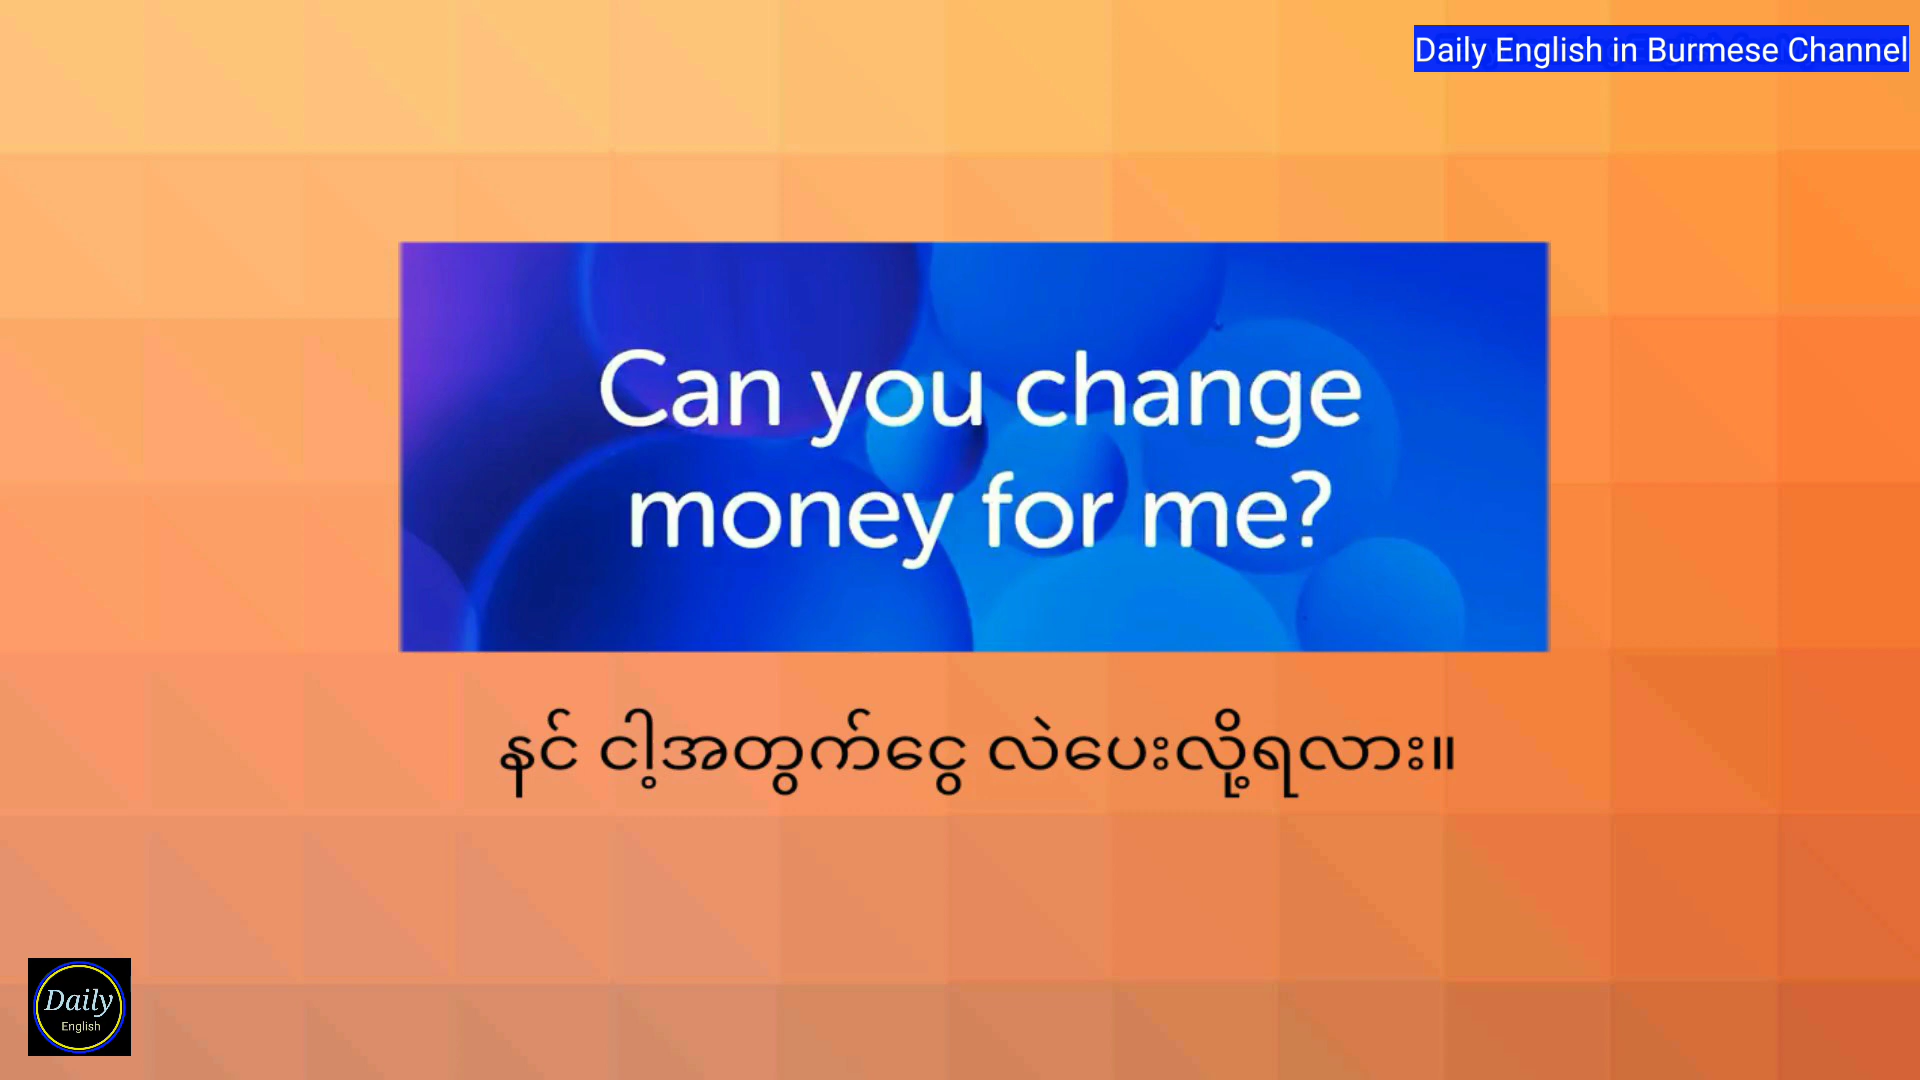 Daily English in Burmese Channel
Can you change
money for me?
နင် ငါ့အတွက်ငွေ လဲပေးလို့ရလား။
Daily
English